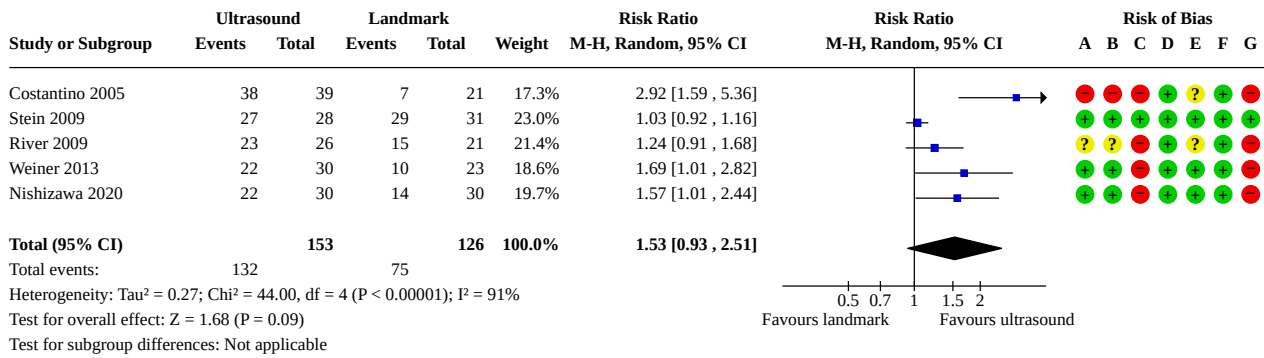 Ultrasound Landmark Risk Ratio Risk Ratio Risk of Bias
Study or Subgroup Events Total Events Total Weight M-H, Random, 95% CI M-H, Random, 95% CI A B C D E F G
Costantino 2005 38 39 7 21 17.3% 2.92 [1.59 , 5.36] − − − + ? + −
Stein 2009 27 28 29 31 23.0% 1.03 [0.92 , 1.16] + + + + + + +
River 2009 23 26 15 21 21.4% 1.24 [0.91 , 1.68] ? ? − + ? + −
Weiner 2013 22 30 10 23 18.6% 1.69 [1.01 , 2.82] + + − + + + −
Nishizawa 2020 22 30 14 30 19.7% 1.57 [1.01 , 2.44] + + − + + + −
Total (95% CI) 153 126 100.0% 1.53 [0.93 , 2.51]
Total events: 132 75
Heterogeneity: Tau² = 0.27; Chi² = 44.00, df = 4 (P < 0.00001); I² = 91%
0.5 0.7 1 1.5 2
Test for overall effect: Z = 1.68 (P = 0.09) Favours landmark Favours ultrasound
Test for subgroup differences: Not applicable